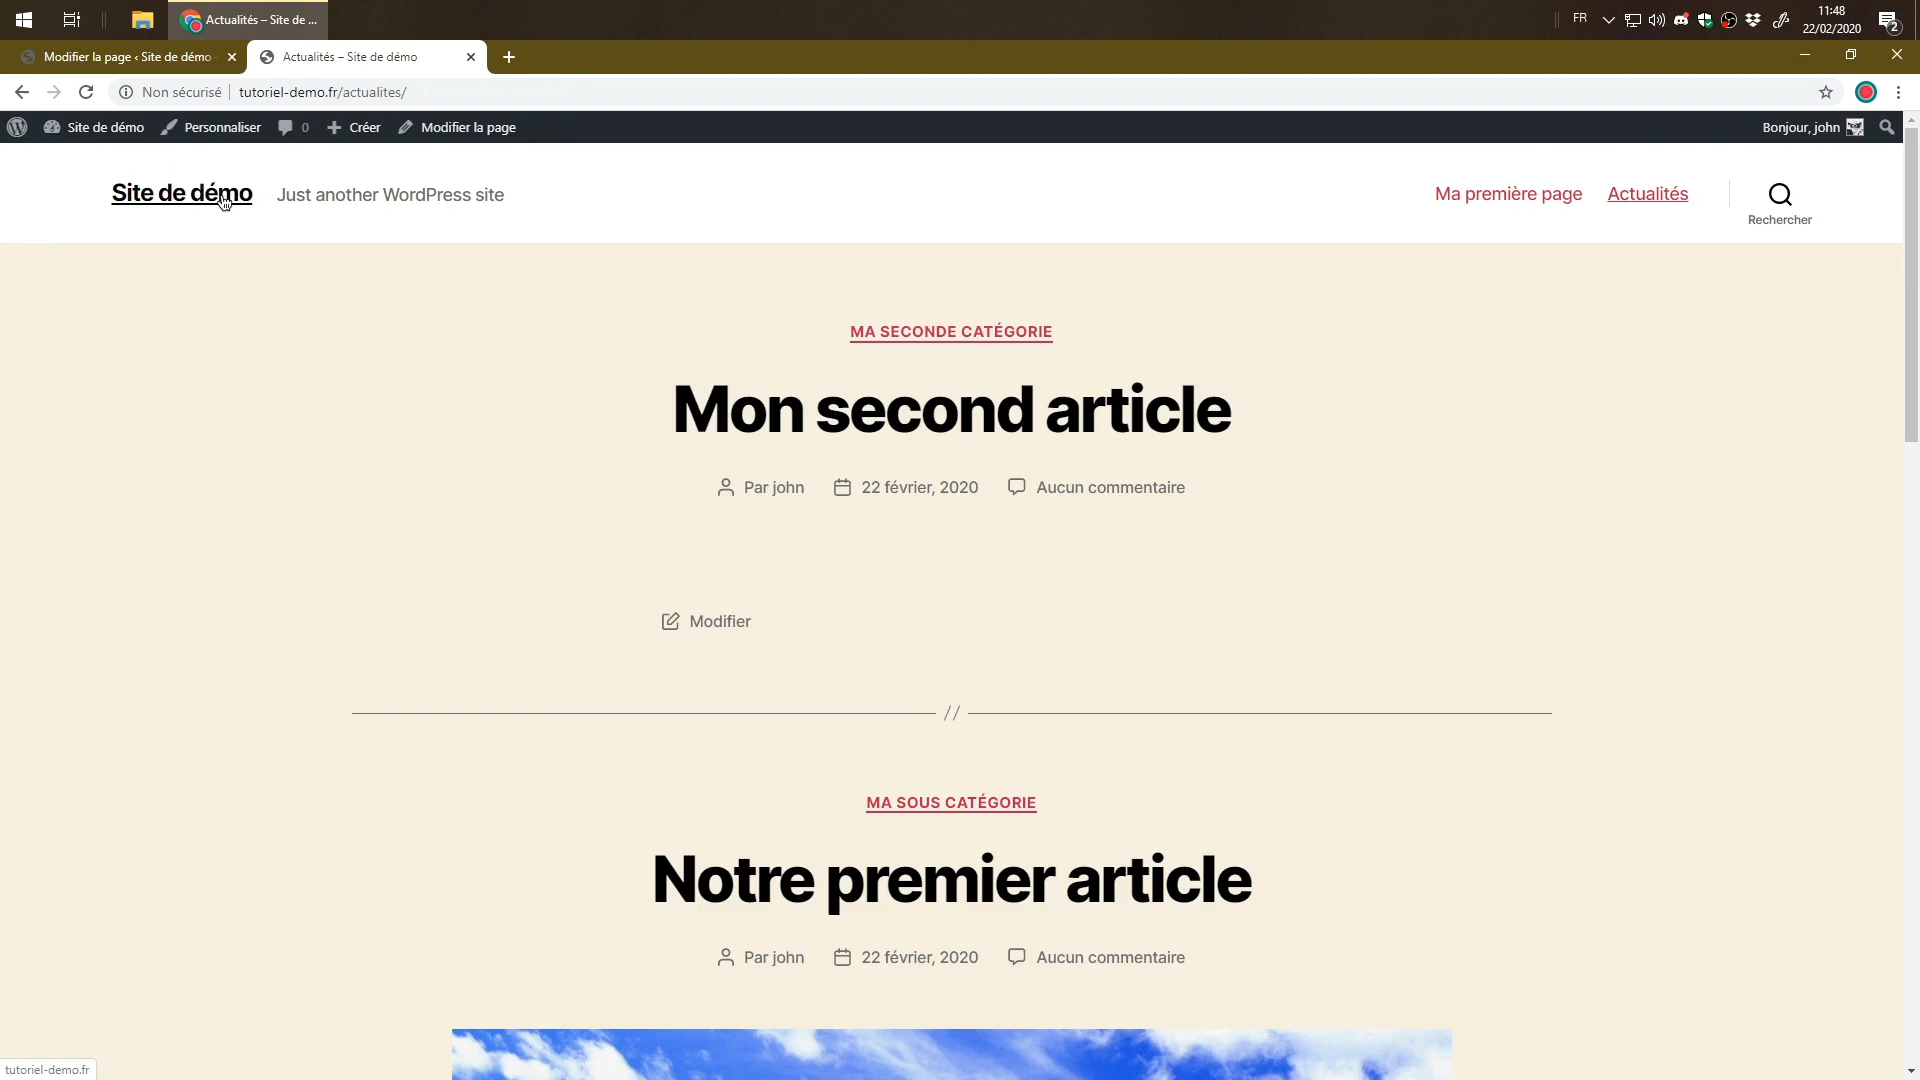 Actualités – Site de ...
FR
11:48
22/02/2020
2
Modifier la page ‹ Site de démo
Actualités – Site de démo
Non sécurisé
tutoriel-demo.fr/actualites/
Site de démo
Personnaliser
0
Créer
Modifier la page
Bonjour, john
Site de démo
Just another WordPress site
Ma première page
Actualités
Rechercher
MA SECONDE CATÉGORIE
Mon second article
Par john
22 février, 2020
Aucun commentaire
Modifier
//
MA SOUS CATÉGORIE
Notre premier article
Par john
22 février, 2020
Aucun commentaire
tutoriel-demo.fr